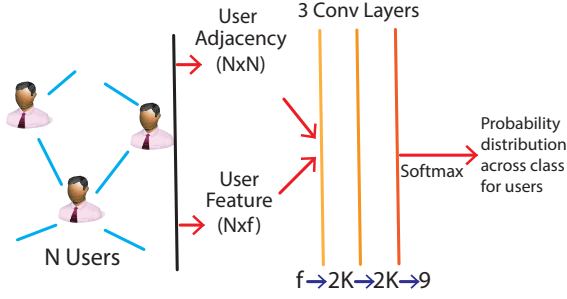 3 Conv Layers
User
Adjacency
(NxN)
User
Feature
(Nxf)
N Users
Softmax
Probability
distribution
across class
for users
f→2K→2K→9